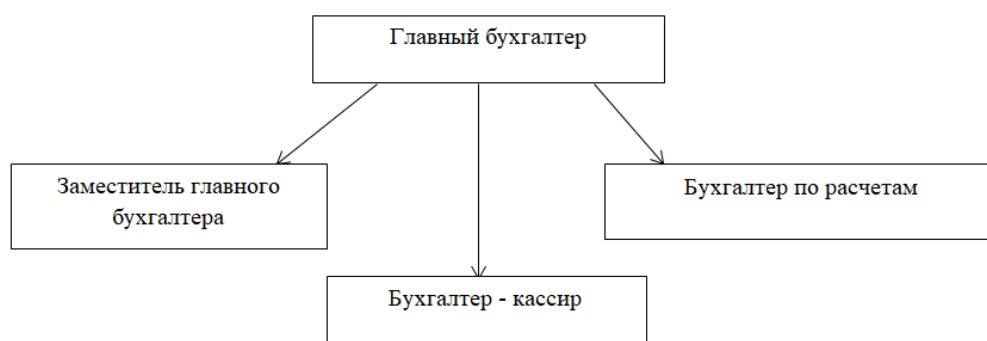 Главный бухгалтер
Заместитель главного
бухгалтера
Бухгалтер по расчетам
Бухгалтер - кассир